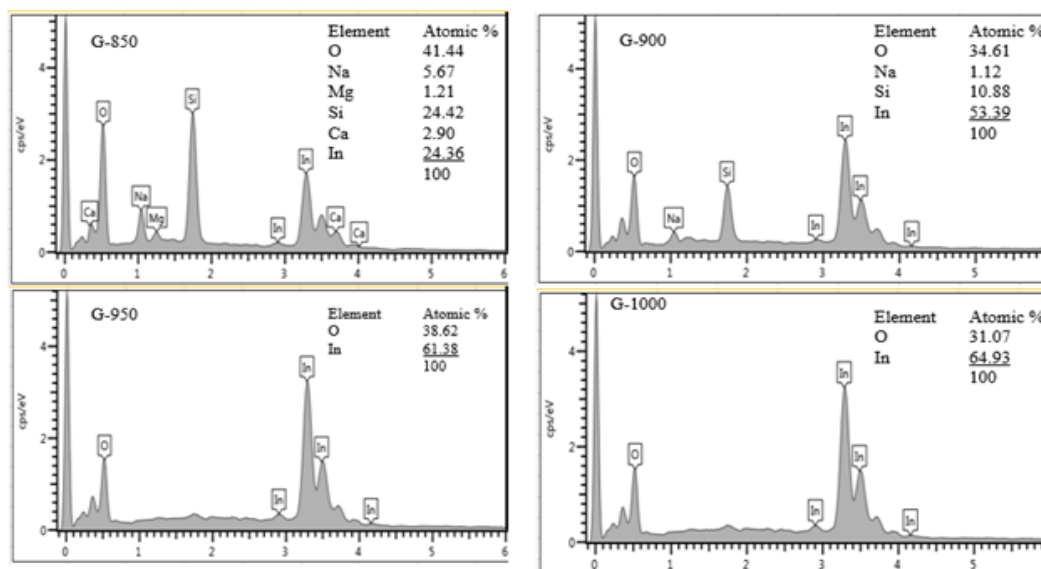 G-850
Element Atomic %
O 41.44
Na 5.67
Mg 1.21
Si 24.42
Ca 2.90
In 24.36
100
cps/eV
4
2
0
Ca
O
Na
Mg
Si
In
In
Ca
Ca
0 1 2 3 4 5 6
G-900
Element Atomic %
O 34.61
Na 1.12
Si 10.88
In 53.39
100
cps/eV
4
2
0
O
Na
Si
In
In
In
In
0 1 2 3 4 5
G-950
Element Atomic %
O 38.62
In 61.38
100
cps/eV
4
2
0
O
In
In
In
In
0 1 2 3 4 5 6
G-1000
Element Atomic %
O 31.07
In 64.93
100
cps/eV
4
2
0
O
In
In
In
In
0 1 2 3 4 5